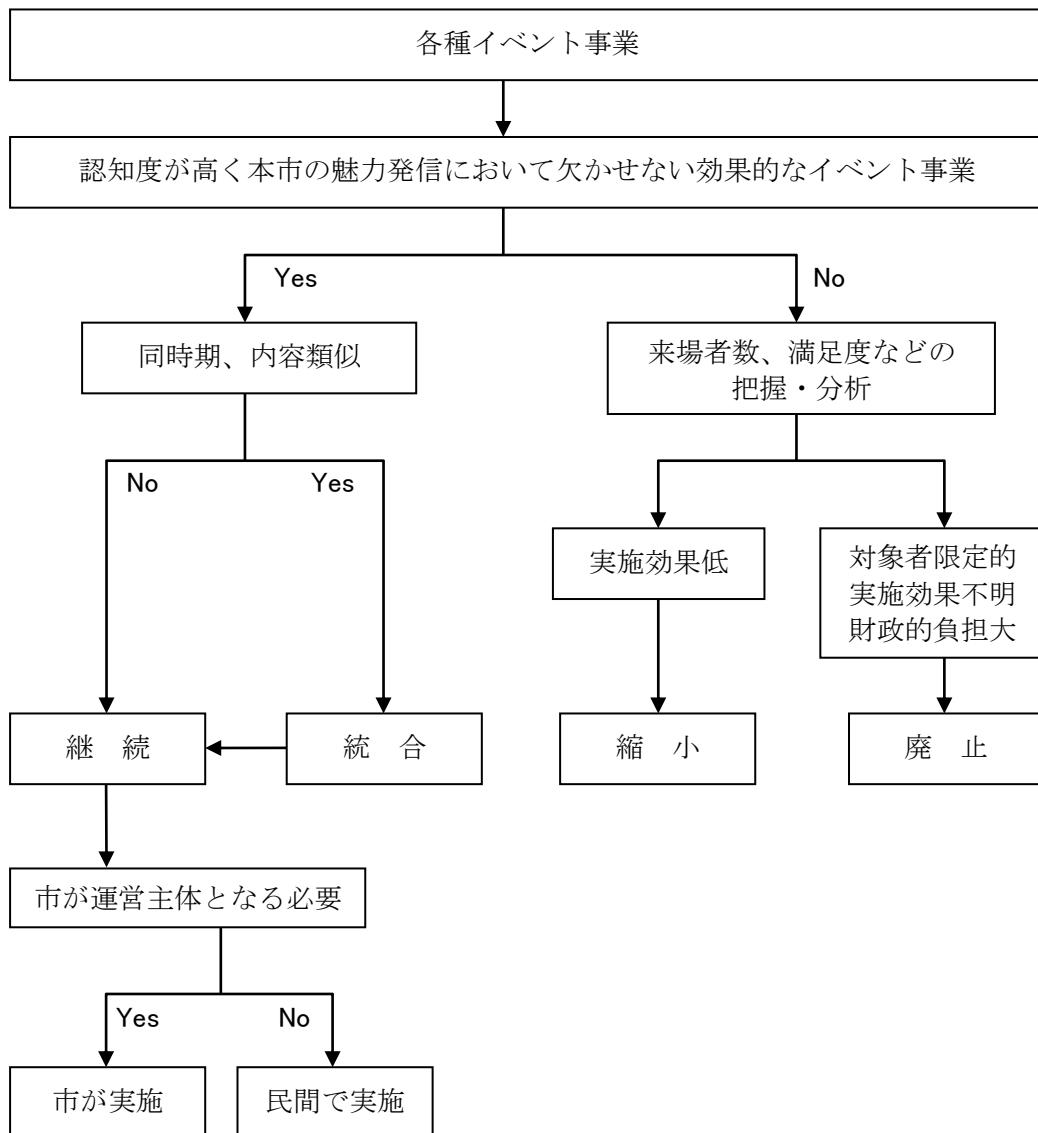 各種イベント事業
認知度が高く本市の魅力発信において欠かせない効果的なイベント事業
Yes
No
同時期、内容類似
来場者数、満足度などの
把握・分析
No
Yes
実施効果低
対象者限定的
実施効果不明
財政的負担大
継　続
統　合
縮　小
廃　止
市が運営主体となる必要
Yes
No
市が実施
民間で実施